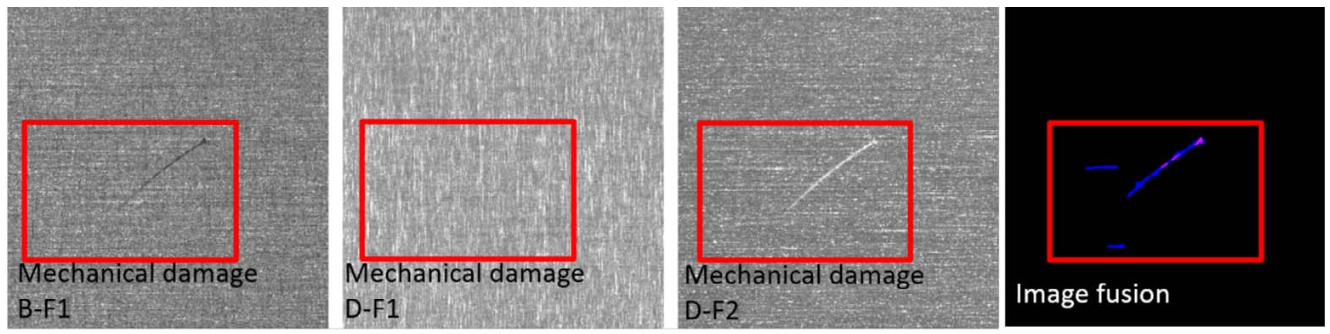 Mechanical damage
B-F1
Mechanical damage
D-F1
Mechanical damage
D-F2
Image fusion